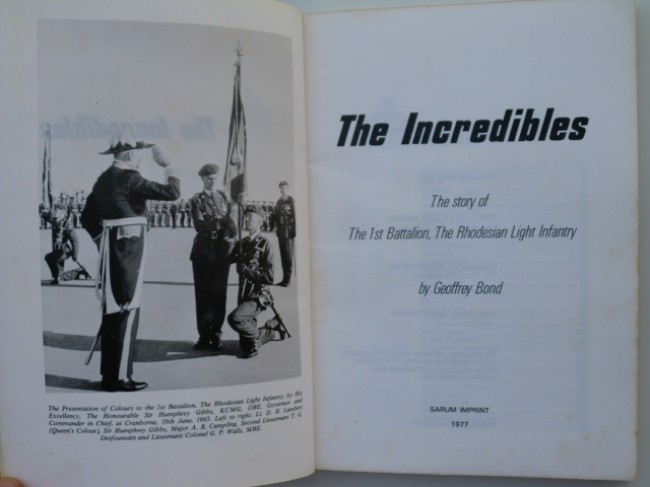 The Presentation of Colours to the 1st Battalion, The Rhodesian Light Infantry, by His
Excellency, The Honourable Sir Humphrey Gibbs, KCMG, OBE, Governor and
Commander in Chief, at Cranborne, 19th June, 1965. Left to right: Lt. D. B. Lambert
(Queen's Colour), Sir Humphrey Gibbs, Major A. B. Campling, Second Lieutenant T. G.
Desfountain and Lieutenant Colonel G. P. Walls, MBE.
The Incredibles
The story of
The 1st Battalion, The Rhodesian Light Infantry
by Geoffrey Bond
SARUM IMPRINT
1977